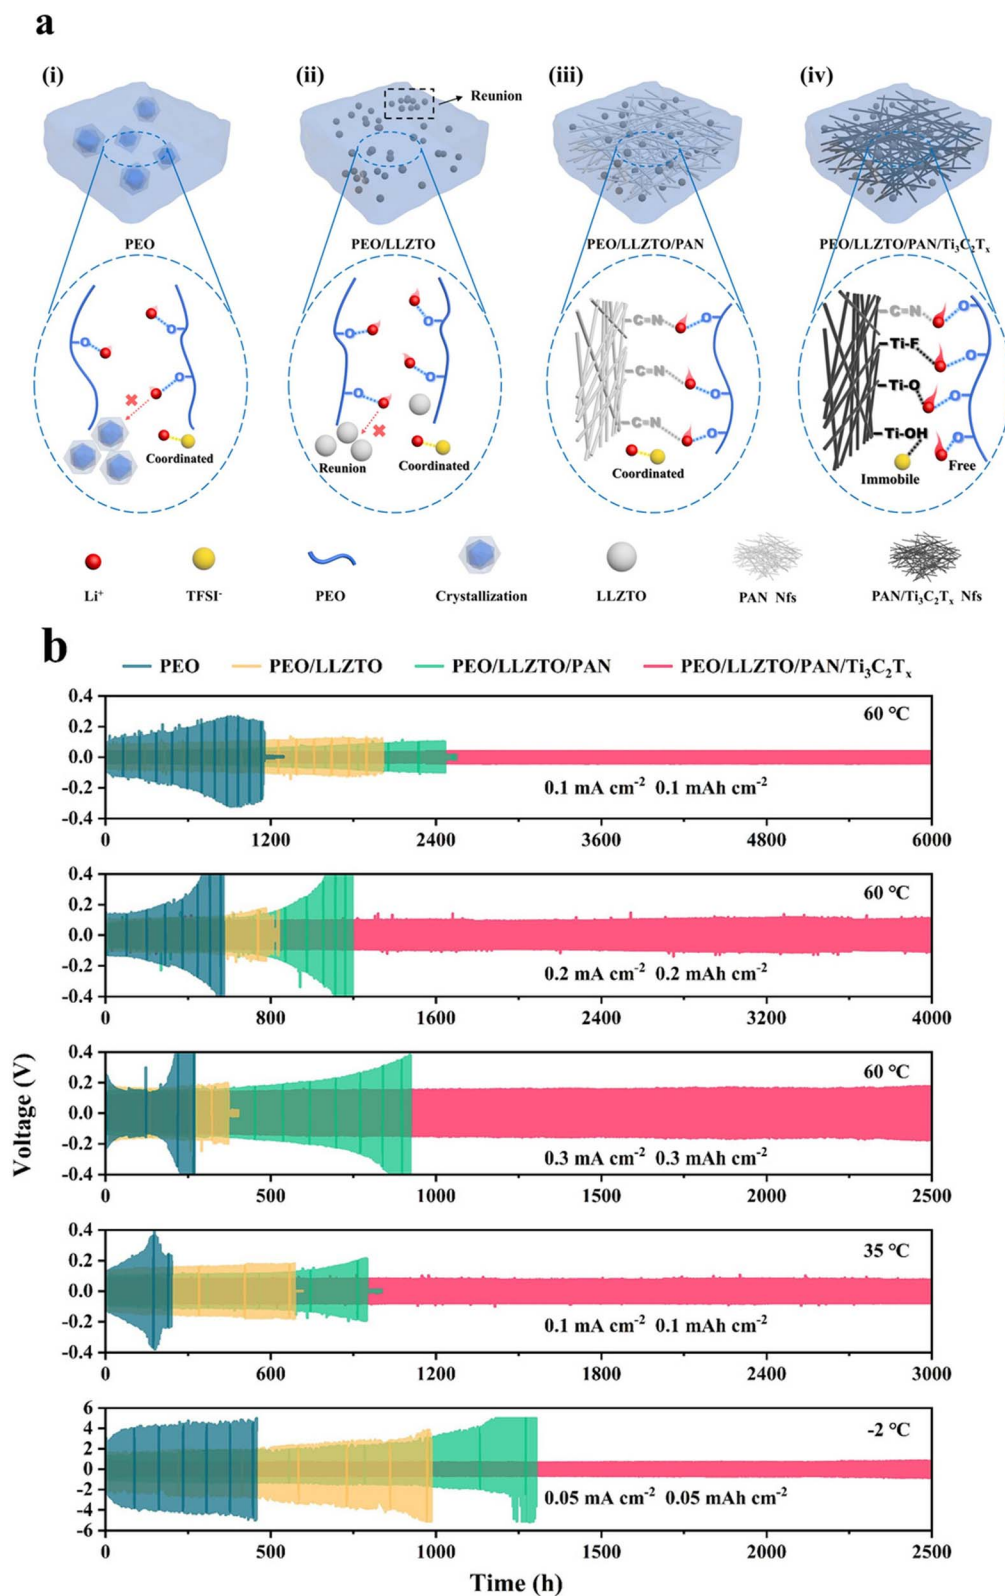 a
(i) (ii) (iii) (iv)
Reunion
PEO PEO/LLZTO PEO/LLZTO/PAN PEO/LLZTO/PAN/Ti₃C₂Tₓ
O
O
O
Coordinated
O
O
O
O
Reunion Coordinated
C=N O
C=N O
C=N O
Coordinated
C=N O
Ti-F O
Ti-O O
Ti-OH O
Immobile Free
Li⁺ TFSI⁻ PEO Crystallization LLZTO PAN Nfs PAN/Ti₃C₂Tₓ Nfs
b
PEO PEO/LLZTO PEO/LLZTO/PAN PEO/LLZTO/PAN/Ti₃C₂Tₓ
Voltage (V)
0.4
0.2
0.0
-0.2
-0.4
60 °C
0.1 mA cm⁻² 0.1 mAh cm⁻²
0 1200 2400 3600 4800 6000
0.4
0.2
0.0
-0.2
-0.4
60 °C
0.2 mA cm⁻² 0.2 mAh cm⁻²
0 800 1600 2400 3200 4000
0.4
0.2
0.0
-0.2
-0.4
60 °C
0.3 mA cm⁻² 0.3 mAh cm⁻²
0 500 1000 1500 2000 2500
0.4
0.2
0.0
-0.2
-0.4
35 °C
0.1 mA cm⁻² 0.1 mAh cm⁻²
0 600 1200 1800 2400 3000
6
4
2
0
-2
-4
-6
-2 °C
0.05 mA cm⁻² 0.05 mAh cm⁻²
0 500 1000 1500 2000 2500
Time (h)